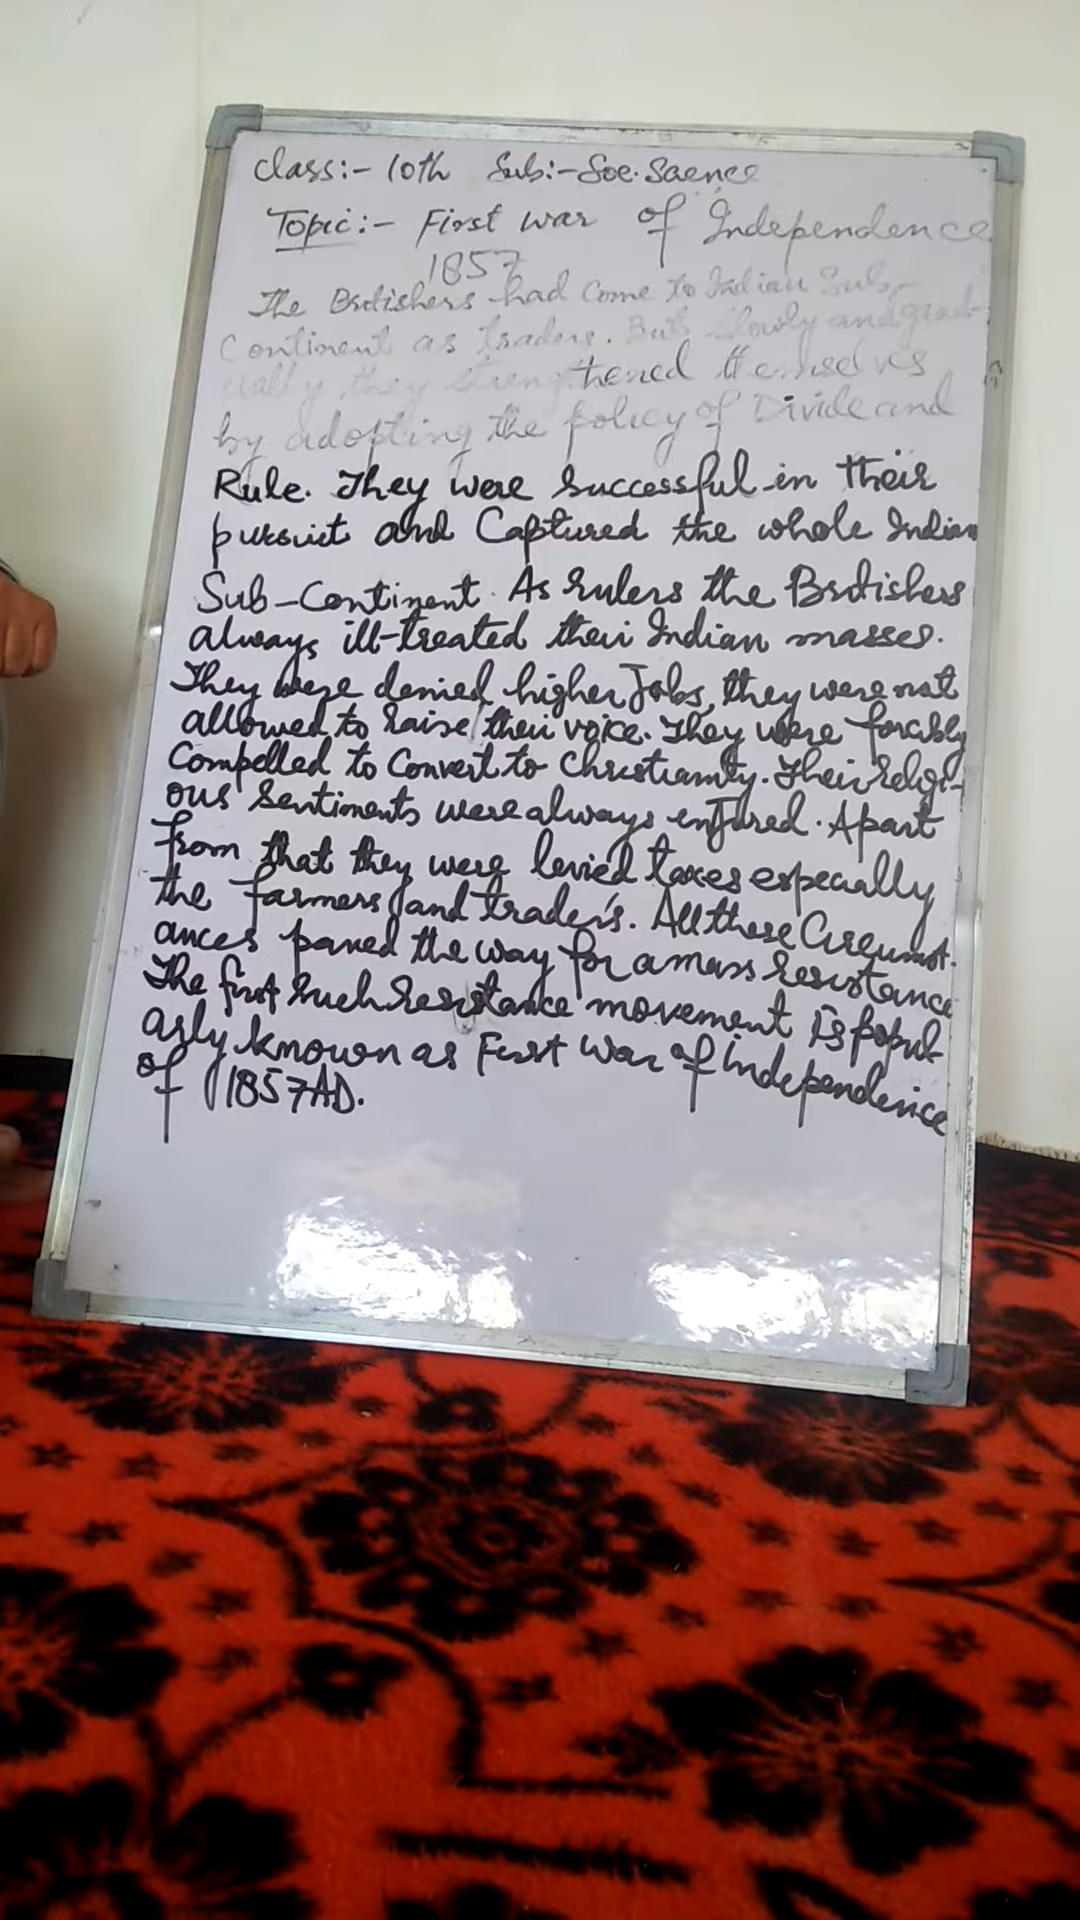 Class:- 10th Sub:- Soc. Science
Topic:- First war of Independence
1857
The Britishers had Come to Indian Sub-
Continent as traders. But slowly and grad-
ually they strengthened themselves
by adopting the policy of Divide and
Rule. They were Successful in their
pursuit and Captured the whole Indian
Sub-Continent. As rulers the Britishers
always ill-treated their Indian masses.
They were denied higher Jobs, they were not
allowed to raise their voice. They were forcibly
Compelled to Convert to Christianity. Their religi-
ous Sentiments were always enjured. Apart
from that they were levied taxes especially
the farmers and trader's. All these Circumst-
ances paved the way for a mass resistance
The first such resistance movement is popul-
arly known as First war of independence
of 1857AD.